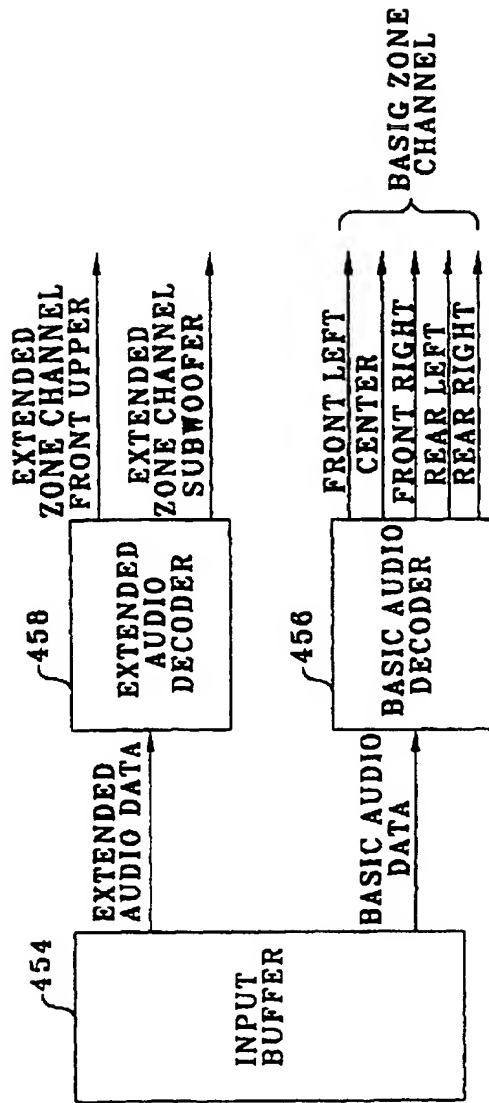 454
INPUT
BUFFER
EXTENDED
AUDIO DATA
BASIC AUDIO
DATA
458
EXTENDED
AUDIO
DECODER
456
BASIC AUDIO
DECODER
EXTENDED
ZONE CHANNEL
FRONT UPPER
EXTENDED
ZONE CHANNEL
SUBWOOFER
FRONT LEFT
CENTER
FRONT RIGHT
REAR LEFT
REAR RIGHT
BASIG ZONE
CHANNEL